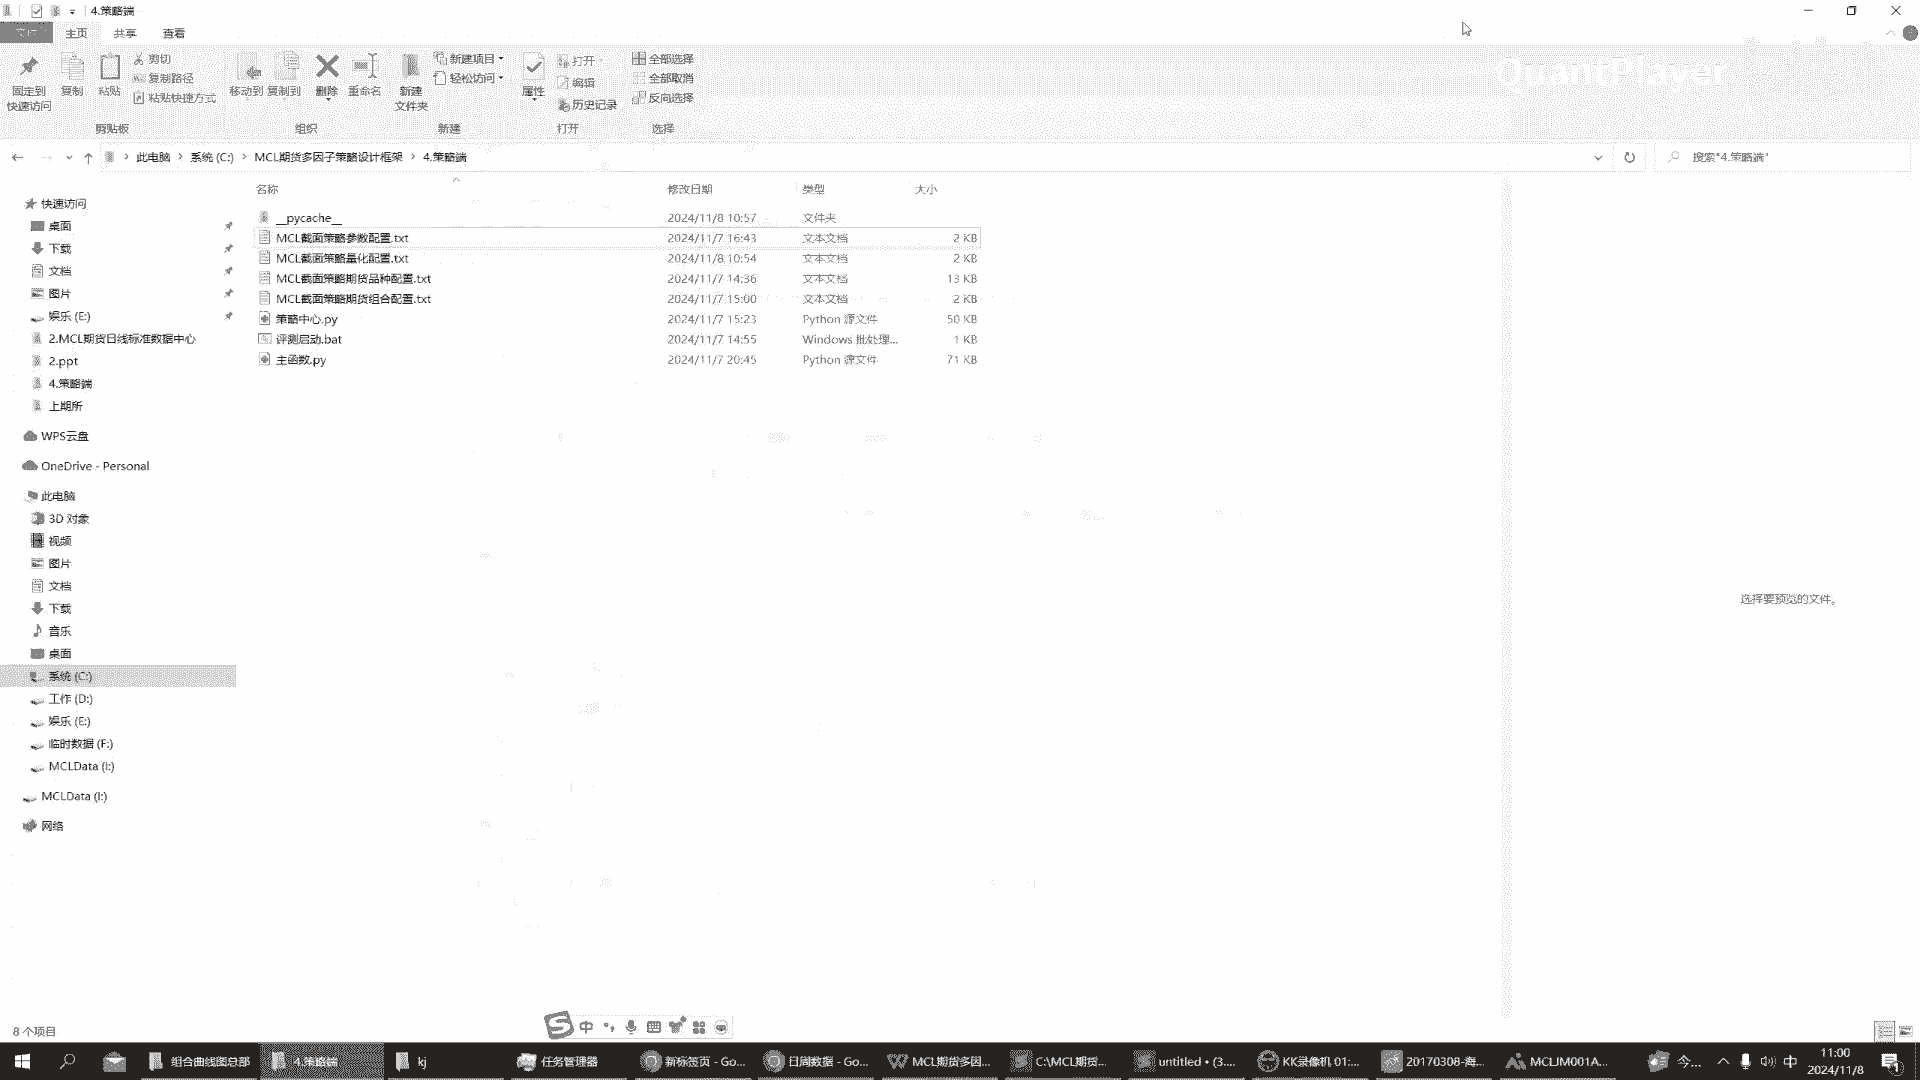 4.策略端
文件 主页 共享 查看
固定到快速访问
复制
粘贴
剪切
复制路径
粘贴快捷方式
剪贴板
移动到 复制到 删除 重命名
组织
新建文件夹
新建项目
轻松访问
新建
属性
打开
编辑
历史记录
打开
全部选择
全部取消
反向选择
选择
QuantPlayer
此电脑 > 系统 (C:) > MCL期货多因子策略设计框架 > 4.策略端
搜索"4.策略端"
名称 修改日期 类型 大小
__pycache__ 2024/11/8 10:57 文件夹
MCL截面策略参数配置.txt 2024/11/7 16:43 文本文档 2 KB
MCL截面策略量化配置.txt 2024/11/8 10:54 文本文档 2 KB
MCL截面策略期货品种配置.txt 2024/11/7 14:36 文本文档 13 KB
MCL截面策略期货组合配置.txt 2024/11/7 15:00 文本文档 2 KB
策略中心.py 2024/11/7 15:23 Python 源文件 50 KB
评测启动.bat 2024/11/7 14:55 Windows 批处理... 1 KB
主函数.py 2024/11/7 20:45 Python 源文件 71 KB
快速访问
桌面
下载
文档
图片
娱乐 (E:)
2.MCL期货日线标准数据中心
2.ppt
4.策略端
上期所
WPS云盘
OneDrive - Personal
此电脑
3D 对象
视频
图片
文档
下载
音乐
桌面
系统 (C:)
工作 (D:)
娱乐 (E:)
临时数据 (F:)
MCLData (I:)
MCLData (I:)
网络
选择要预览的文件。
8 个项目
中
组合曲线图总部
4.策略端
kj
任务管理器
新标签页 - Go...
日周数据 - Go...
MCL期货多因...
C:\MCL期货...
untitled • (3....
KK录像机 01:...
20170308-海...
MCLJM001A...
今...
中
11:00
2024/11/8